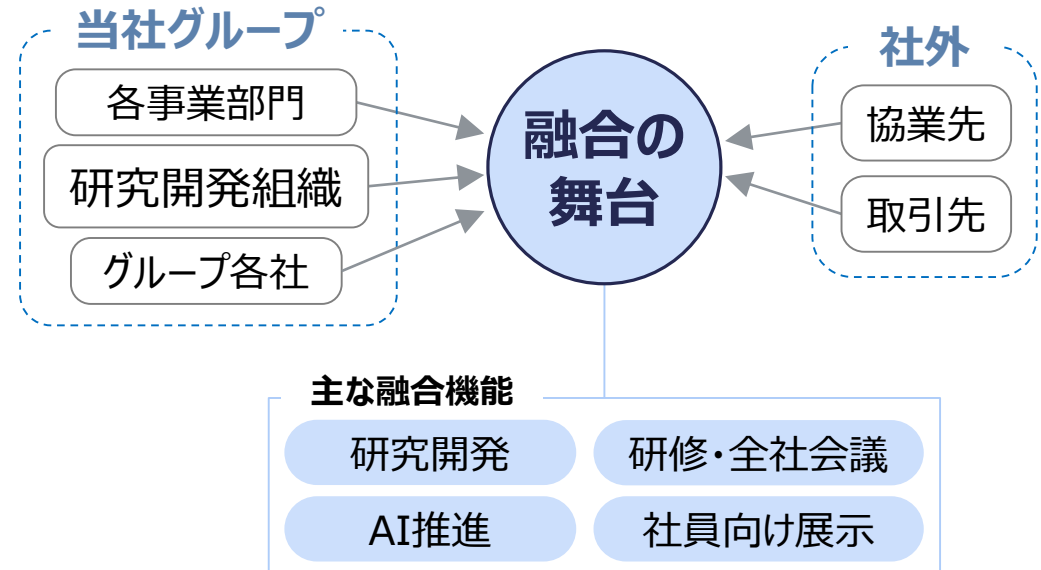 当社グループ
各事業部門
研究開発組織
グループ各社
融合の
舞台
社外
協業先
取引先
主な融合機能
研究開発
研修・全社会議
AI推進
社員向け展示